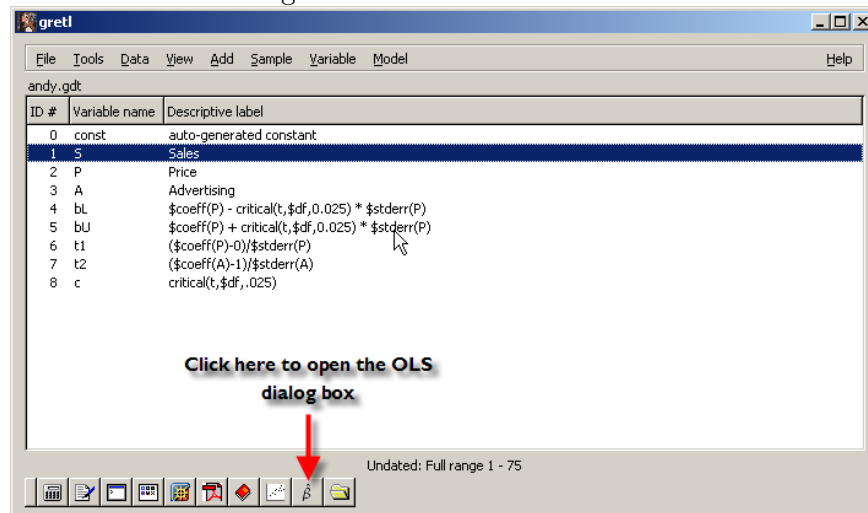 gretl
File Tools Data View Add Sample Variable Model Help
andy.gdt
ID # Variable name Descriptive label
0 const auto-generated constant
1 S Sales
2 P Price
3 A Advertising
4 bL $coeff(P) - critical(t,$df,0.025) * $stderr(P)
5 bU $coeff(P) + critical(t,$df,0.025) * $stderr(P)
6 t1 ($coeff(P)-0)/$stderr(P)
7 t2 ($coeff(A)-1)/$stderr(A)
8 c critical(t,$df,.025)
Click here to open the OLS
dialog box
Undated: Full range 1 - 75
β̂